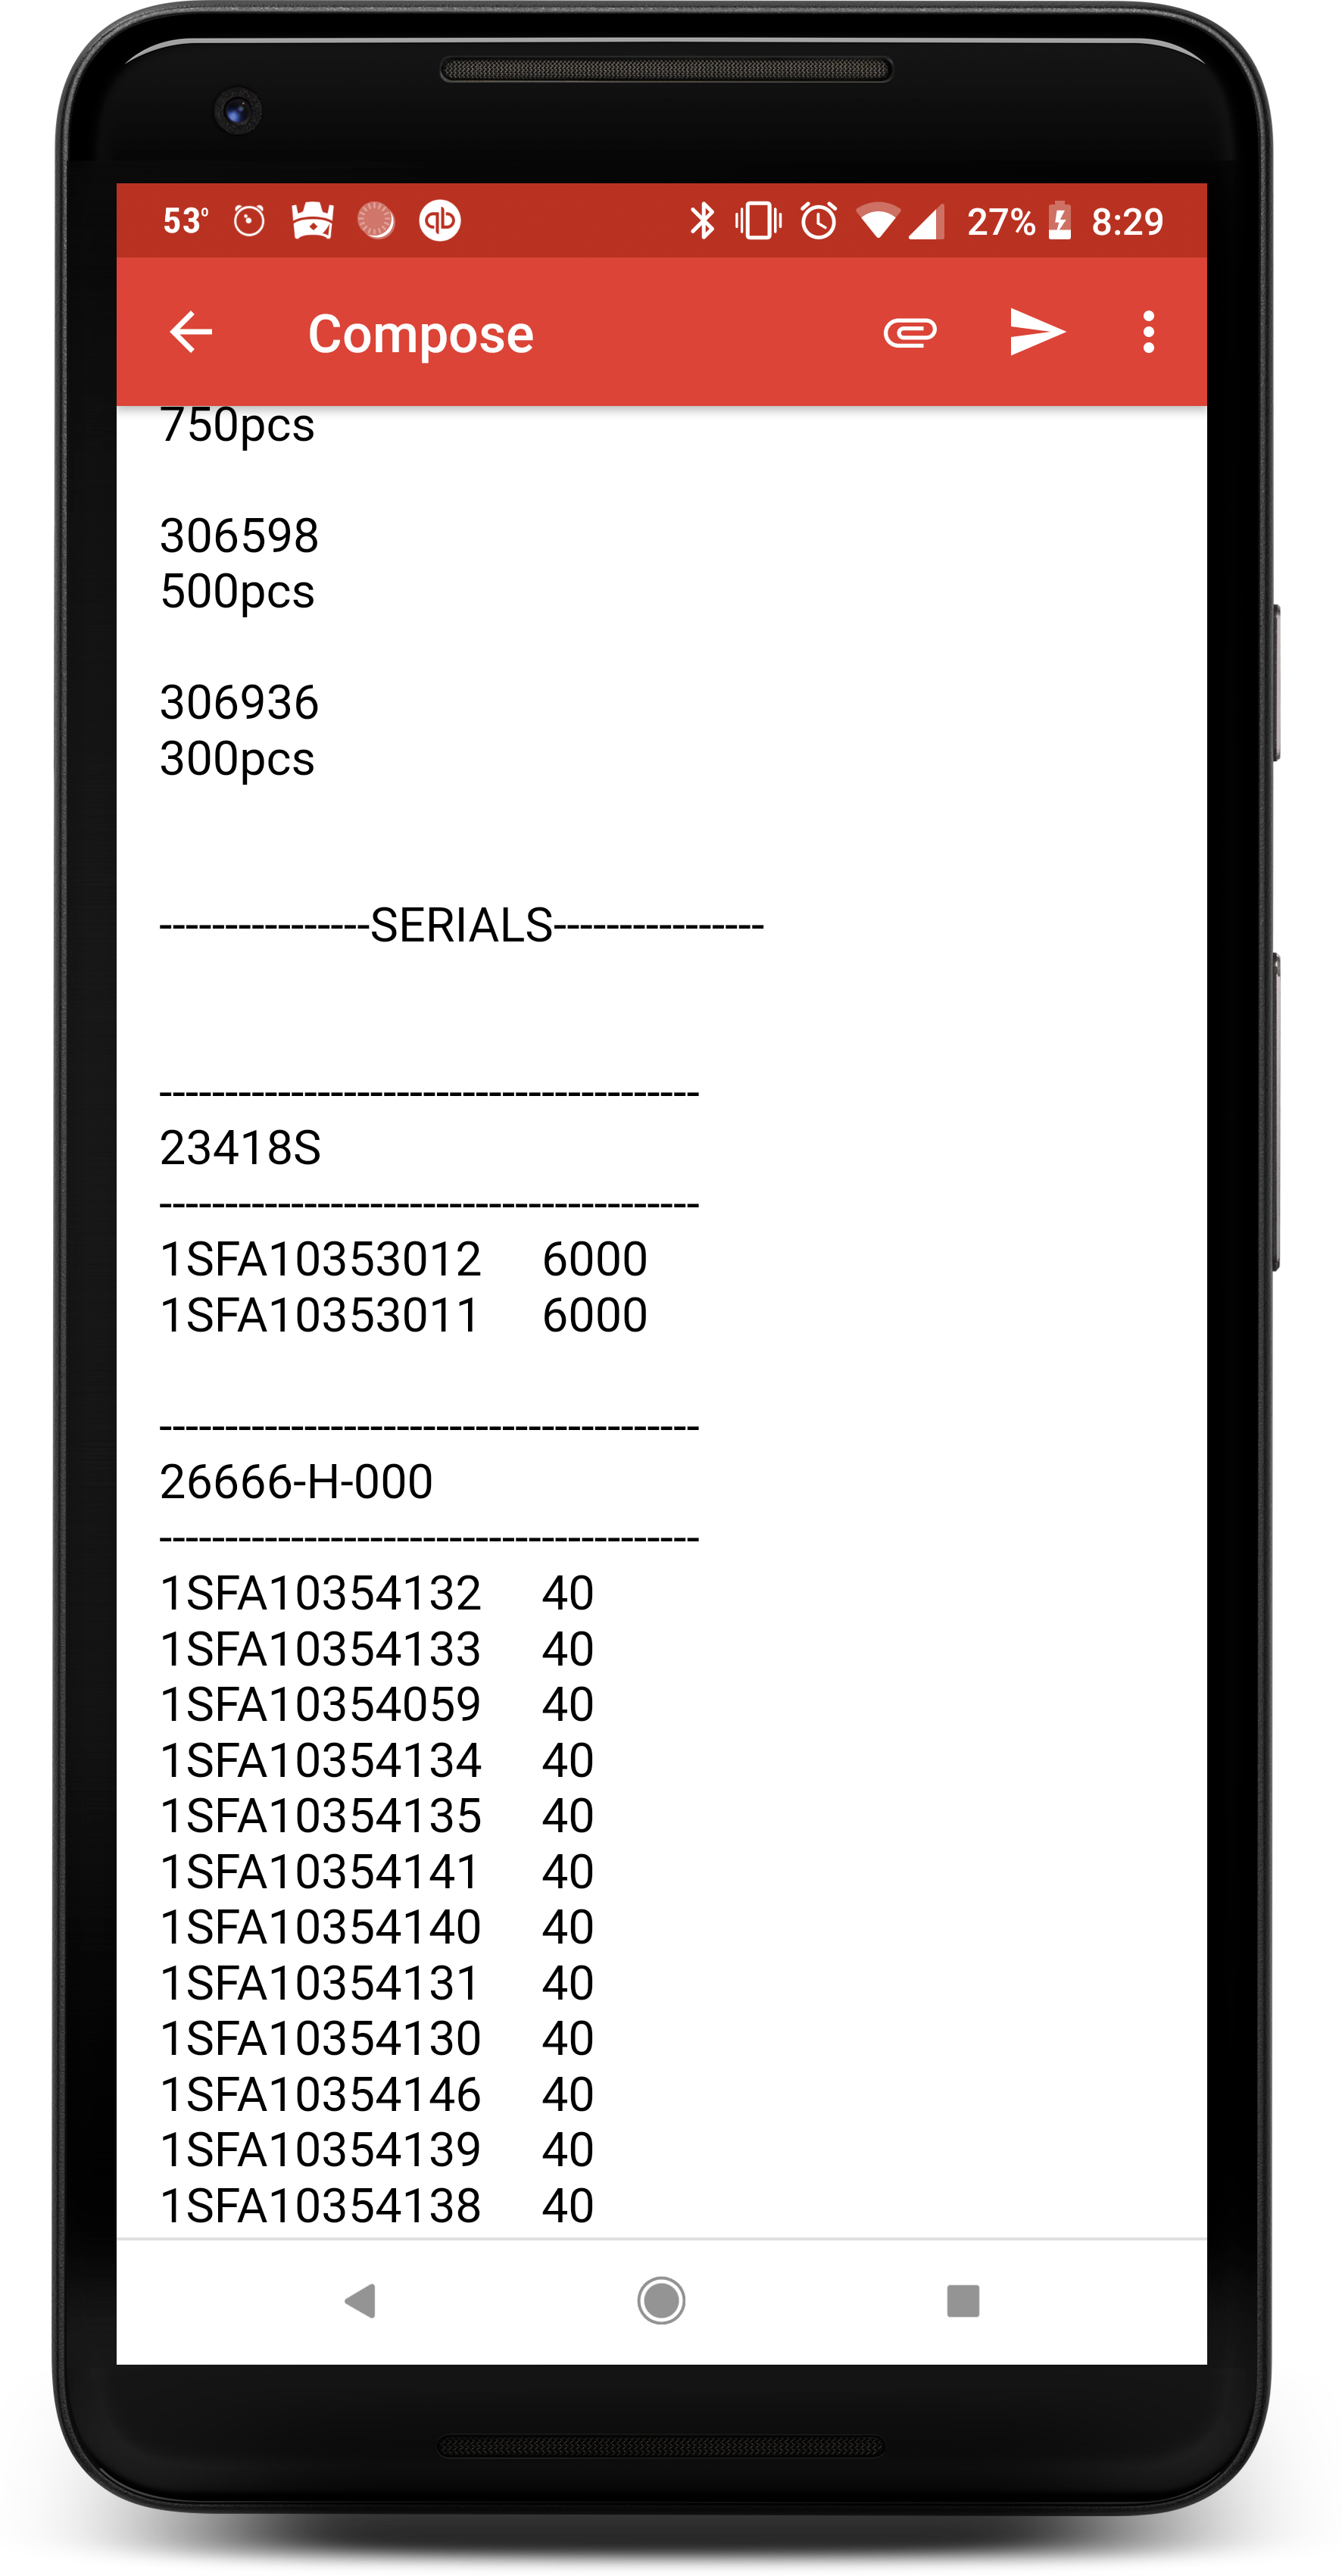 53° qb 27% 8:29
Compose
750pcs
306598
500pcs
306936
300pcs
----------------SERIALS----------------
-----------------------------------------
23418S
-----------------------------------------
1SFA10353012 6000
1SFA10353011 6000
-----------------------------------------
26666-H-000
-----------------------------------------
1SFA10354132 40
1SFA10354133 40
1SFA10354059 40
1SFA10354134 40
1SFA10354135 40
1SFA10354141 40
1SFA10354140 40
1SFA10354131 40
1SFA10354130 40
1SFA10354146 40
1SFA10354139 40
1SFA10354138 40